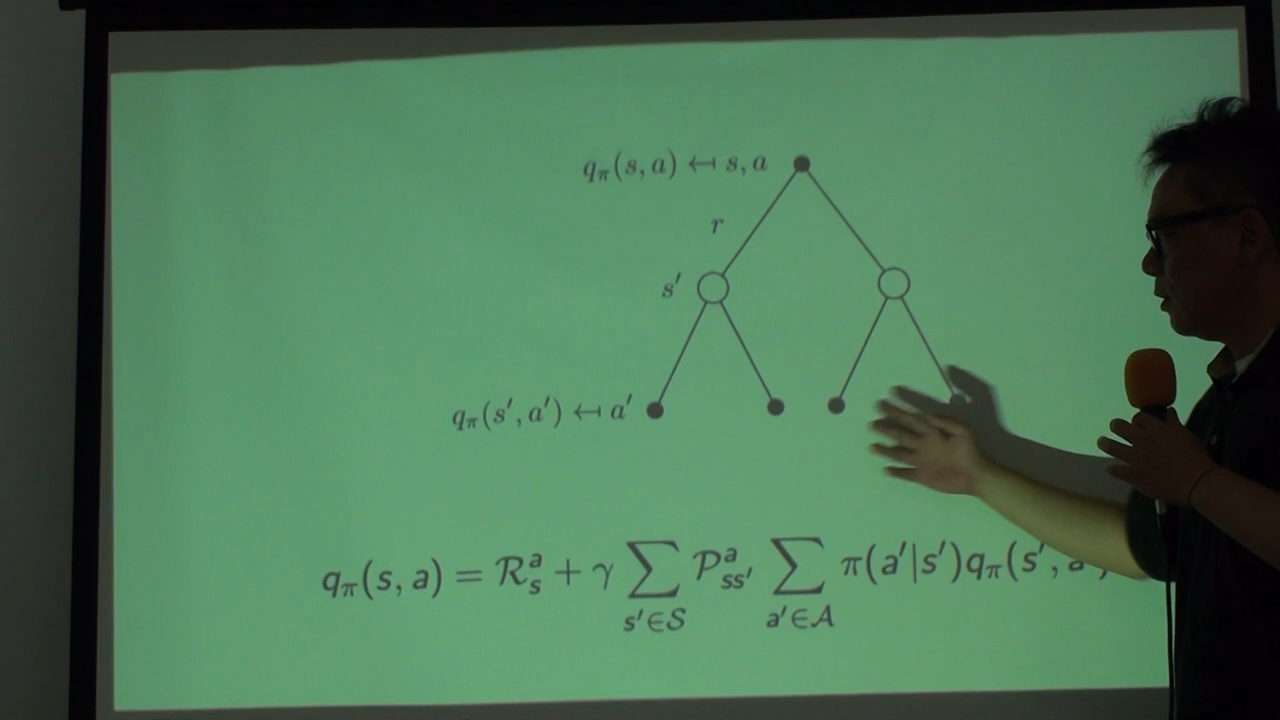 qπ(s, a) ↤ s, a
r
s′
qπ(s′, a′) ↤ a′
qπ(s, a) = R^a_s + γ ∑_{s′∈S} P^a_{ss′} ∑_{a′∈A} π(a′|s′)qπ(s′, a′)